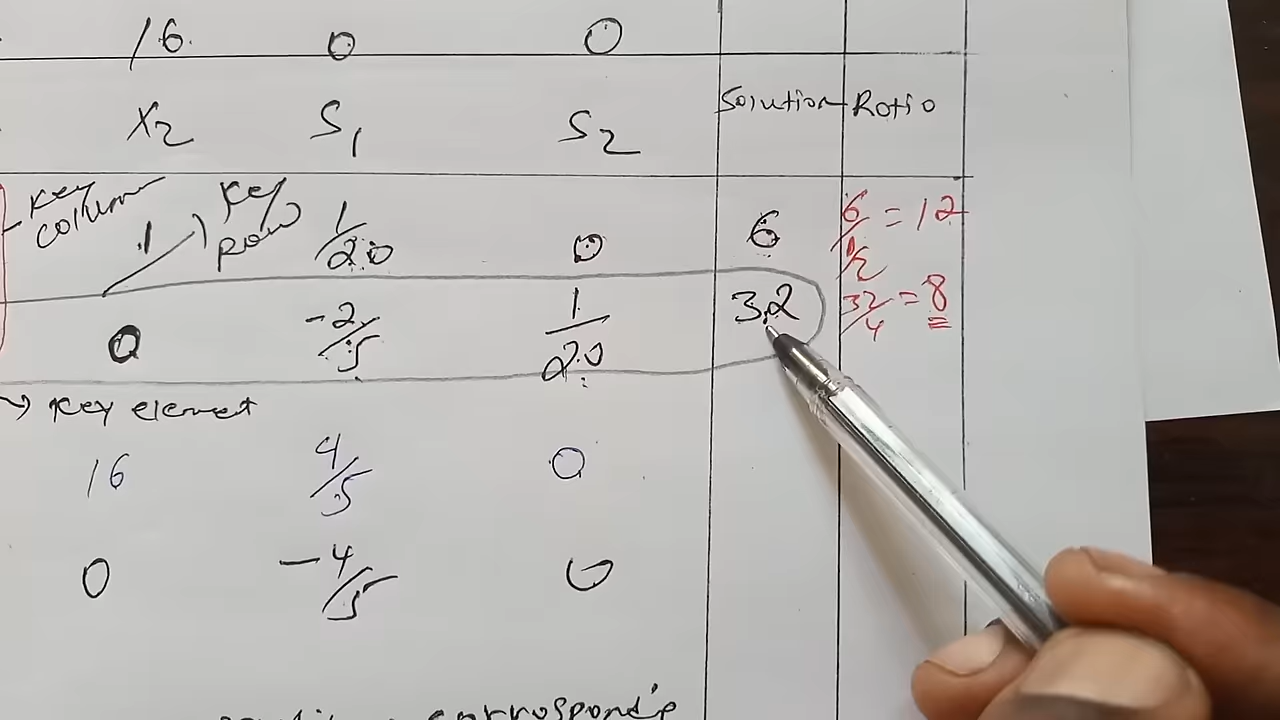 16 0 0
X2 S1 S2 Solution Ratio
Key column
Key Row
1 1/20 0 6 6/1/2 = 12
0 -2/5 1/20 32 32/4 = 8
→ Key element
16 4/5 0
0 -4/5 0